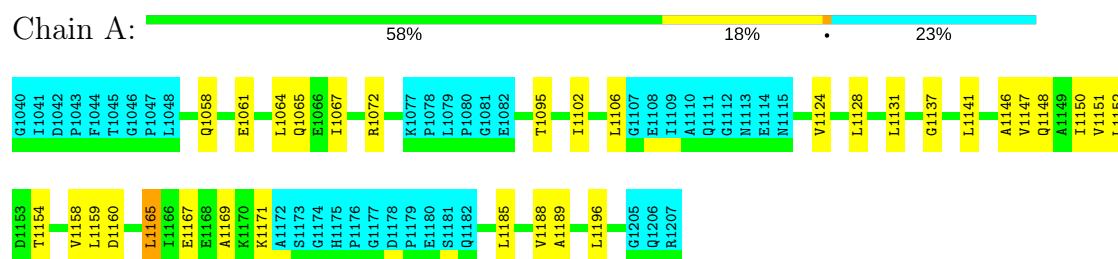 Chain A:
58% 18% • 23%
G1040 I1041 D1042 P1043 F1044 T1045 G1046 P1047 L1048 Q1058 E1061 L1064 Q1065 E1066 I1067 R1072 K1077 P1078 L1079 P1080 G1081 E1082 T1095 I1102 L1106 G1107 E1108 I1109 A1110 Q1111 G1112 N1113 E1114 N1115 V1124 L1128 L1131 G1137 L1141 A1146 V1147 Q1148 A1149 I1150 V1151
D1153 T1154 V1158 L1159 D1160 L1165 I1166 E1167 E1168 A1169 K1170 K1171 A1172 S1173 G1174 H1175 P1176 G1177 D1178 P1179 E1180 S1181 Q1182 L1185 V1188 A1189 L1196 G1205 Q1206 R1207